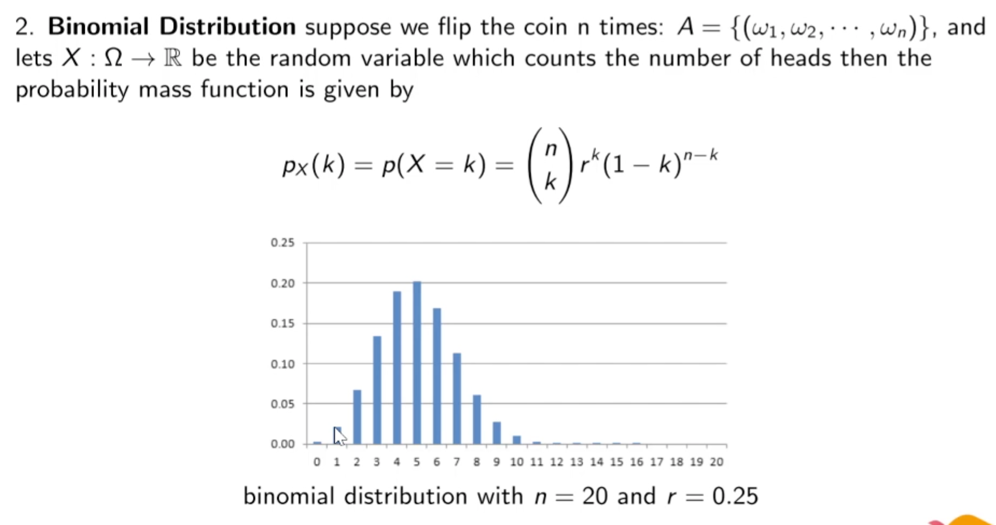 2. Binomial Distribution suppose we flip the coin n times: A = {(ω₁, ω₂, ⋯ , ωₙ)}, and
lets X : Ω → ℝ be the random variable which counts the number of heads then the
probability mass function is given by
pX(k) = p(X = k) = (n k) r^k (1 − k)^{n−k}
0.25
0.20
0.15
0.10
0.05
0.00
0 1 2 3 4 5 6 7 8 9 10 11 12 13 14 15 16 17 18 19 20
binomial distribution with n = 20 and r = 0.25